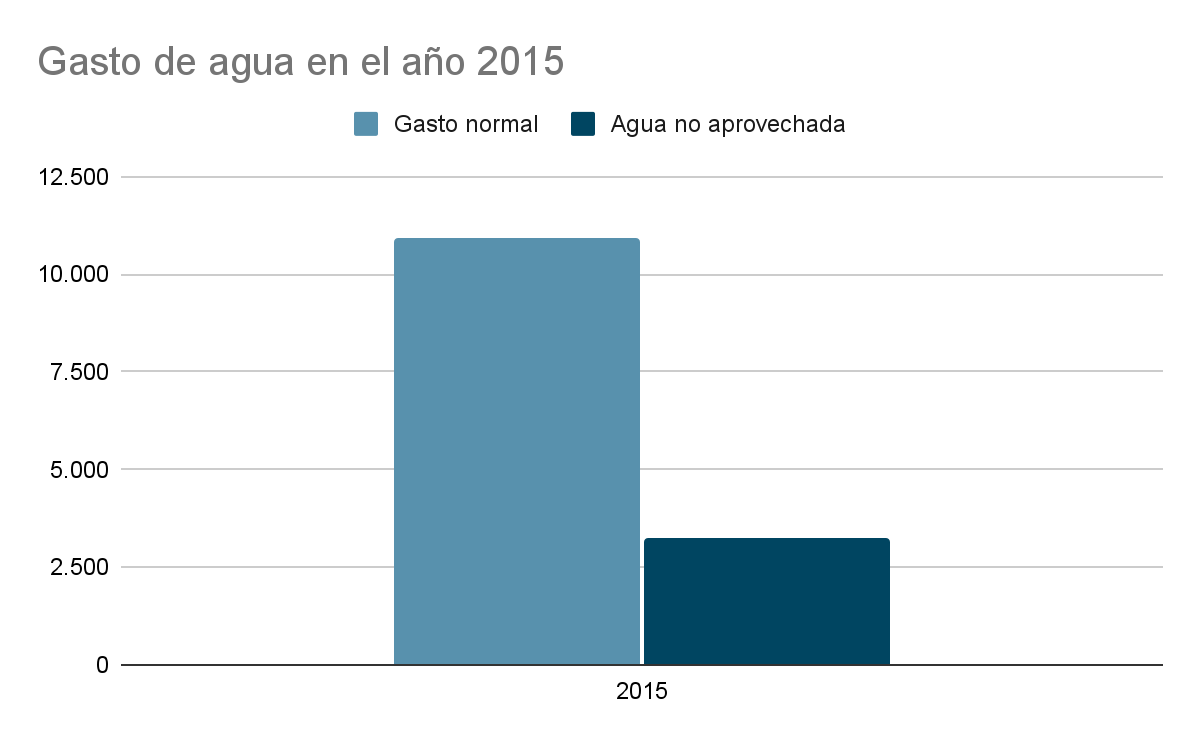 Gasto de agua en el año 2015
Gasto normal
Agua no aprovechada
12.500
10.000
7.500
5.000
2.500
0
2015